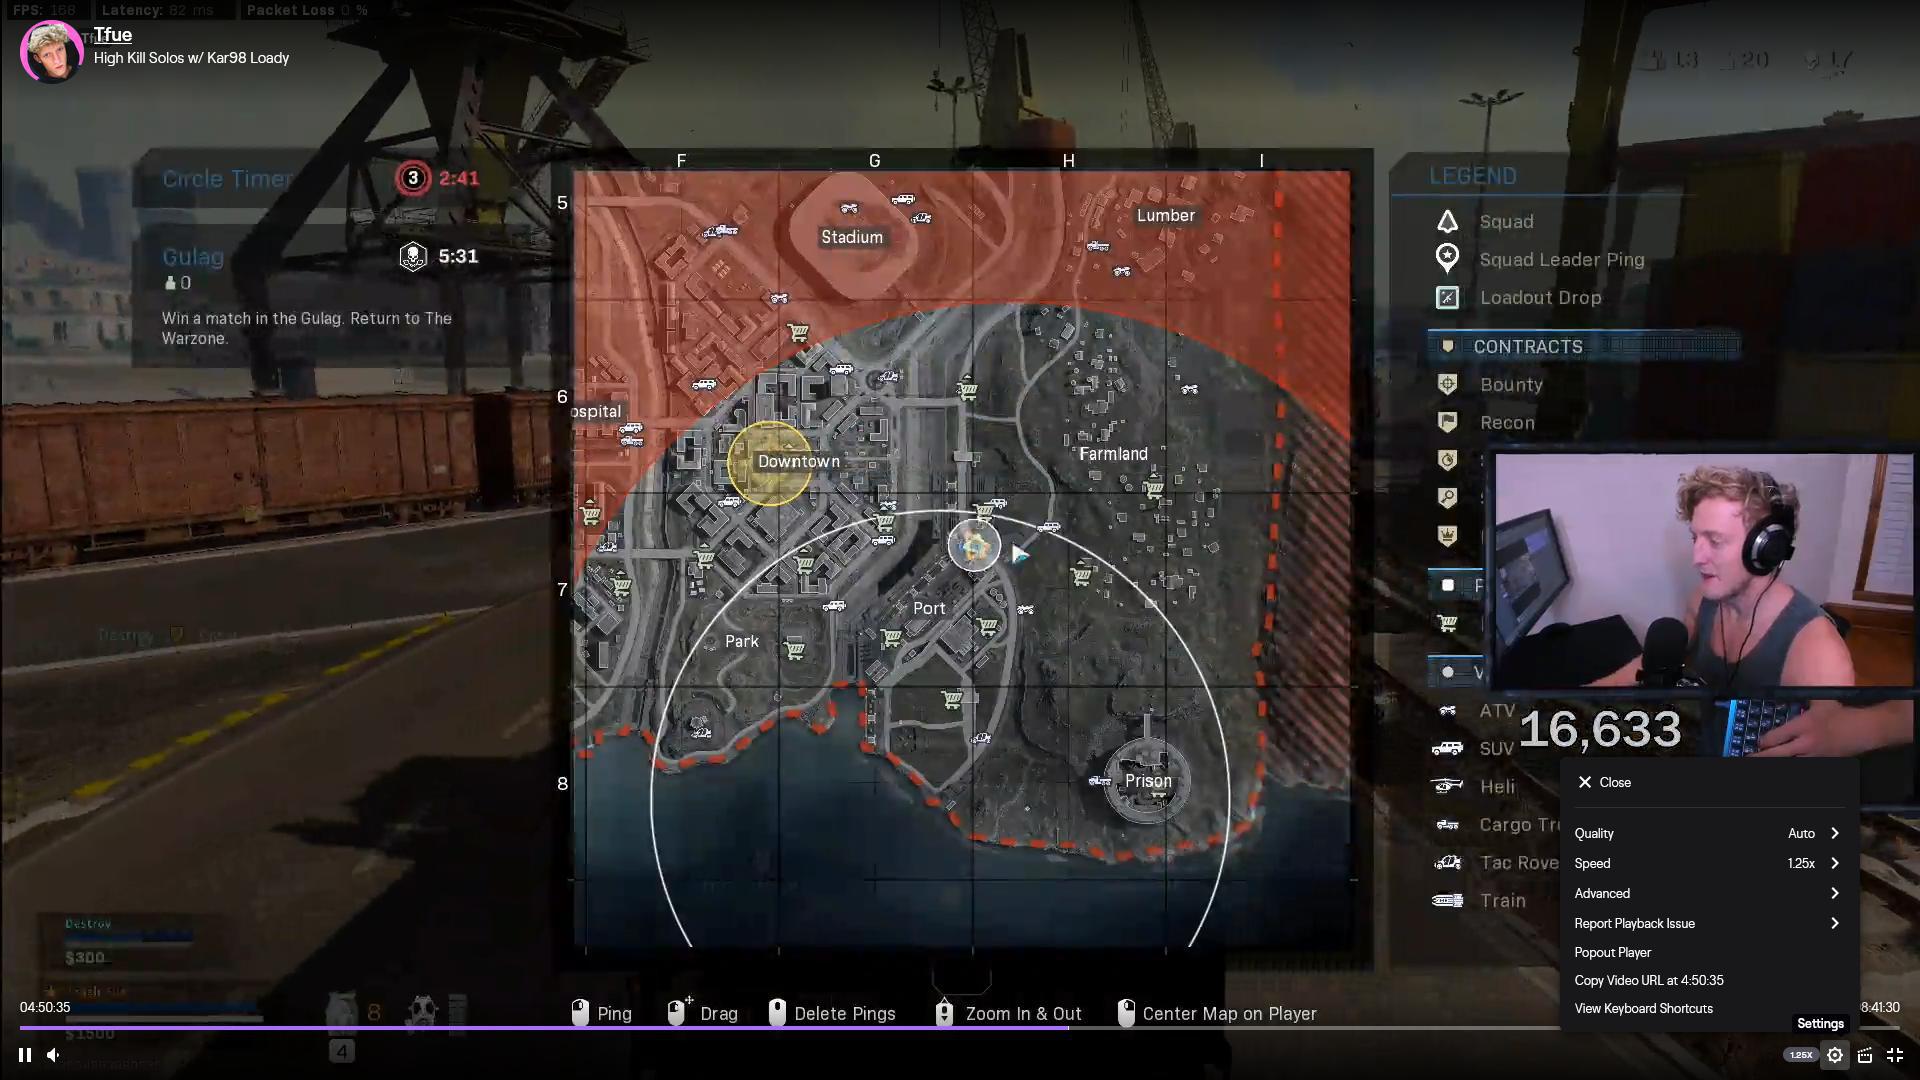 FPS: 168 Latency: 82 ms Packet Loss 0 %
Tfue
High Kill Solos w/ Kar98 Loady
13 20 17
F G H I
5
6
7
8
Circle Timer 3 2:41
Gulag 5:31
0
Win a match in the Gulag. Return to The
Warzone.
Stadium
Lumber
ospital
Downtown
Farmland
Port
Park
Prison
LEGEND
Squad
Squad Leader Ping
Loadout Drop
CONTRACTS
Bounty
Recon
ATV
SUV
Heli
Cargo Tr
Tac Rove
Train
16,633
Close
Quality Auto
Speed 1.25x
Advanced
Report Playback Issue
Popout Player
Copy Video URL at 4:50:35
View Keyboard Shortcuts
Settings
Destroy
$300
$1500
8
4
Ping Drag Delete Pings Zoom In & Out Center Map on Player
04:50:35
8:41:30
1.25X